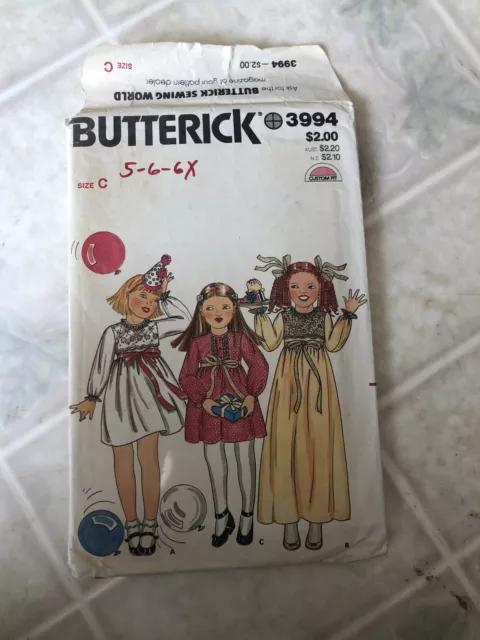 3994—$2.00
SIZE C
Ask for the BUTTERICK SEWING WORLD
magazine at your pattern dealer.
BUTTERICK® 3994
$2.00
AUST. $2.20
N.Z. $2.10
CUSTOM FIT
SIZE C
5-6-6X
A
C
B